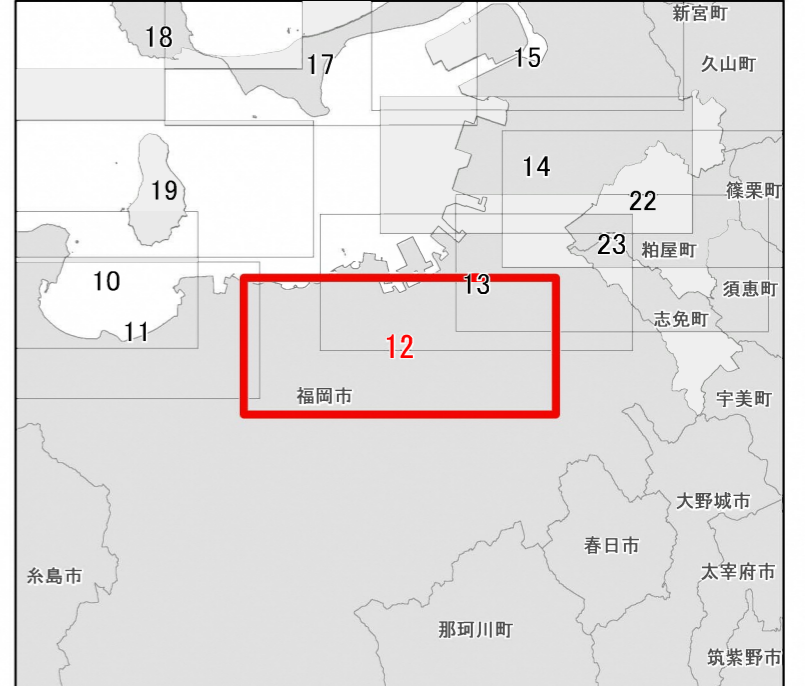 新宮町
18
15
17
久山町
14
19
篠栗町
22
23
粕屋町
10
13
須恵町
11
志免町
12
福岡市
宇美町
大野城市
春日市
糸島市
太宰府市
那珂川町
筑紫野市